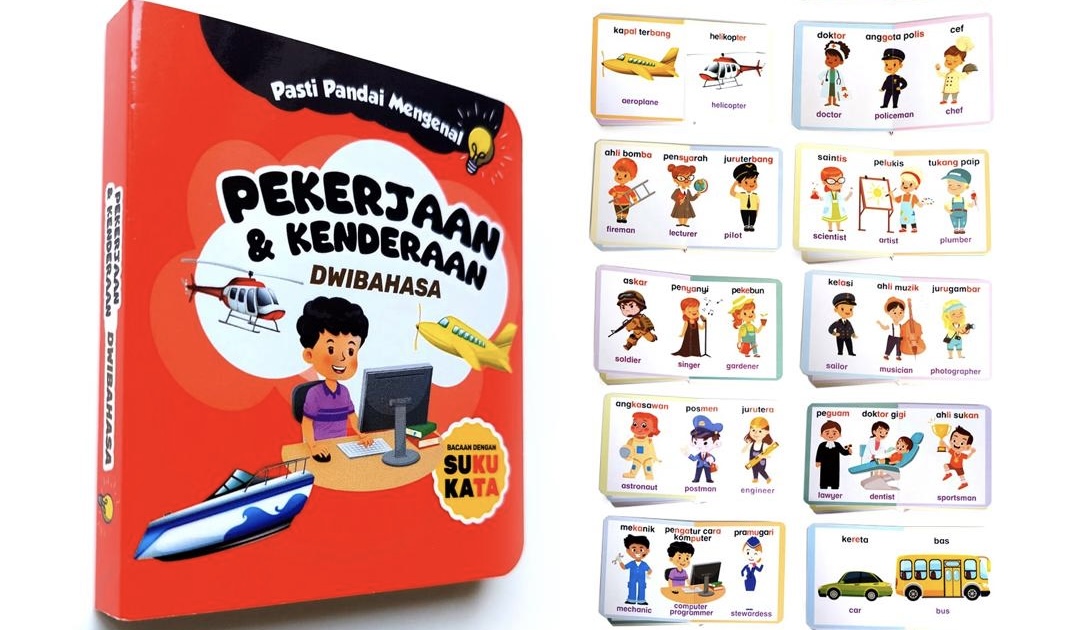 Pasti Pandai Mengenai
PEKERJAAN
& KENDERAAN
DWIBAHASA
BACAAN DENGAN
SUKU
KATA
PEKERJAAN
& KENDERAAN DWIBAHASA
kapal terbang helikopter
aeroplane helicopter
doktor anggota polis cef
doctor policeman chef
ahli bomba pensyarah juruterbang
fireman lecturer pilot
saintis pelukis tukang paip
scientist artist plumber
askar penyanyi pekebun
soldier singer gardener
kelasi ahli muzik jurugambar
sailor musician photographer
angkasawan posmen jurutera
astronaut postman engineer
peguam doktor gigi ahli sukan
lawyer dentist sportsman
mekanik pengatur cara komputer pramugari
mechanic computer programmer stewardess
kereta bas
car bus